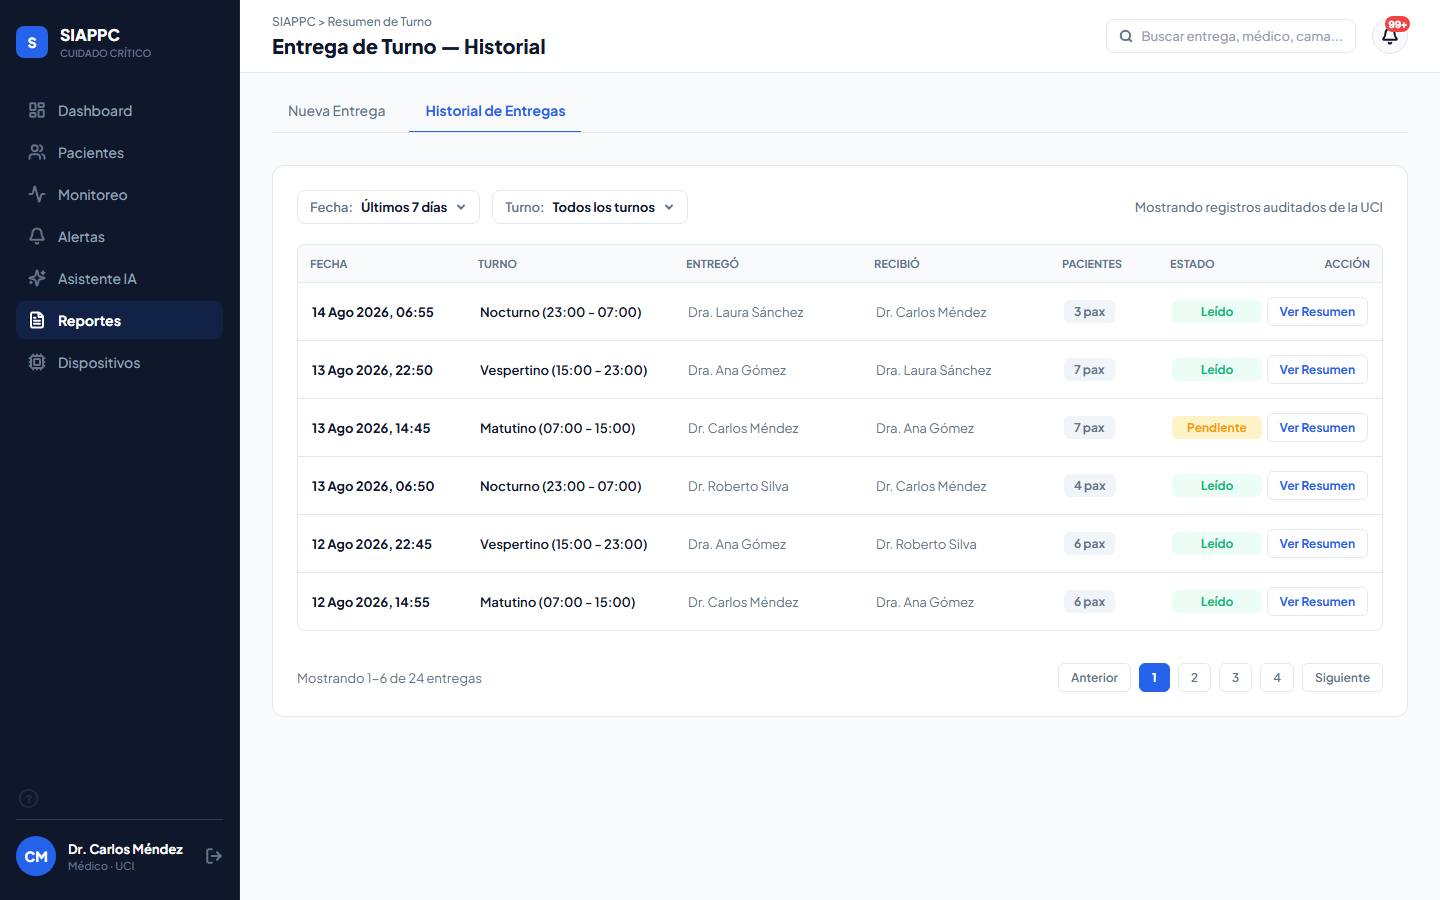 S
SIAPPC
CUIDADO CRÍTICO
Dashboard
Pacientes
Monitoreo
Alertas
Asistente IA
Reportes
Dispositivos
?
CM
Dr. Carlos Méndez
Médico · UCI
SIAPPC > Resumen de Turno
Entrega de Turno — Historial
Buscar entrega, médico, cama...
99+
Nueva Entrega
Historial de Entregas
Fecha: Últimos 7 días
Turno: Todos los turnos
Mostrando registros auditados de la UCI
FECHA TURNO ENTREGÓ RECIBIÓ PACIENTES ESTADO ACCIÓN
14 Ago 2026, 06:55 Nocturno (23:00 - 07:00) Dra. Laura Sánchez Dr. Carlos Méndez 3 pax Leído Ver Resumen
13 Ago 2026, 22:50 Vespertino (15:00 - 23:00) Dra. Ana Gómez Dra. Laura Sánchez 7 pax Leído Ver Resumen
13 Ago 2026, 14:45 Matutino (07:00 - 15:00) Dr. Carlos Méndez Dra. Ana Gómez 7 pax Pendiente Ver Resumen
13 Ago 2026, 06:50 Nocturno (23:00 - 07:00) Dr. Roberto Silva Dr. Carlos Méndez 4 pax Leído Ver Resumen
12 Ago 2026, 22:45 Vespertino (15:00 - 23:00) Dra. Ana Gómez Dr. Roberto Silva 6 pax Leído Ver Resumen
12 Ago 2026, 14:55 Matutino (07:00 - 15:00) Dr. Carlos Méndez Dra. Ana Gómez 6 pax Leído Ver Resumen
Mostrando 1-6 de 24 entregas
Anterior 1 2 3 4 Siguiente